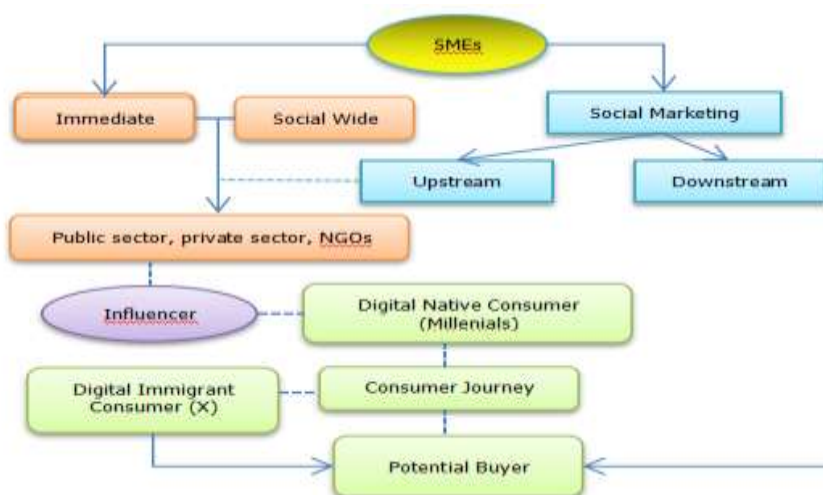 SMEs
Immediate
Social Wide
Social Marketing
Upstream
Downstream
Public sector, private sector, NGOs
Influencer
Digital Native Consumer
(Millenials)
Digital Immigrant
Consumer (X)
Consumer Journey
Potential Buyer